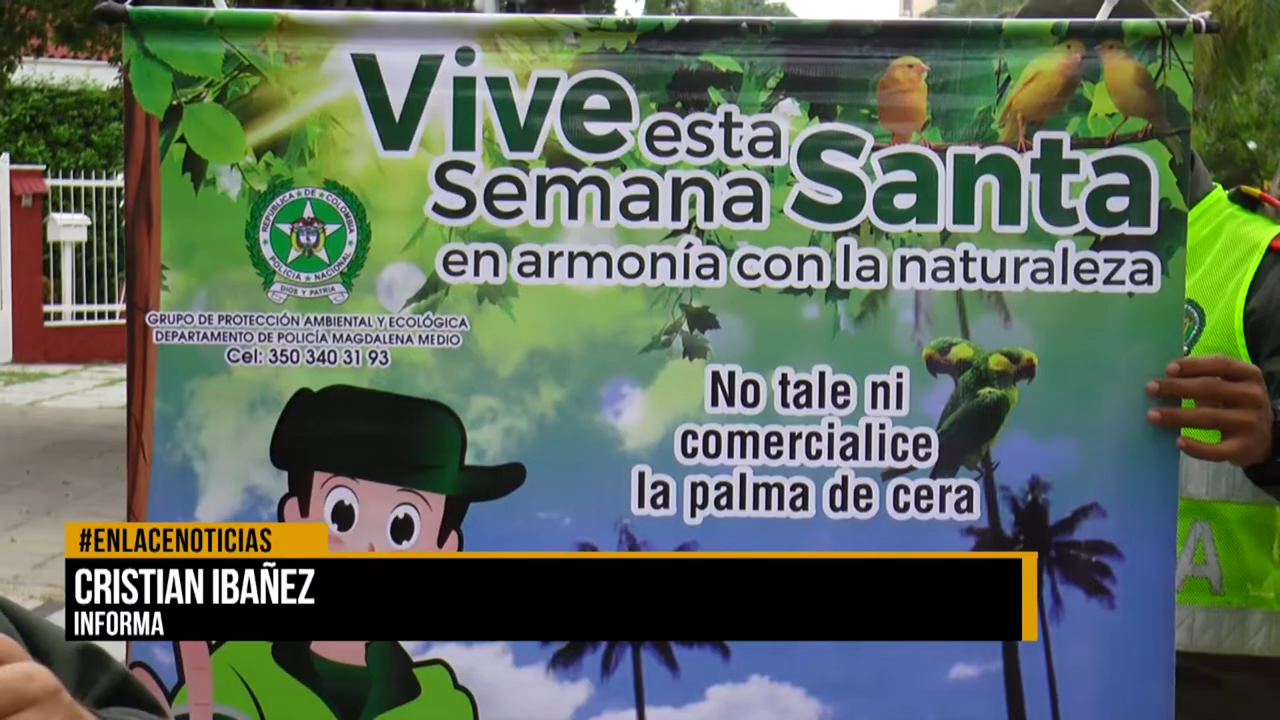 Vive esta
Semana Santa
en armonía con la naturaleza
REPÚBLICA DE COLOMBIA
POLICÍA NACIONAL
DIOS Y PATRIA
GRUPO DE PROTECCIÓN AMBIENTAL Y ECOLÓGICA
DEPARTAMENTO DE POLICÍA MAGDALENA MEDIO
Cel: 350 340 31 93
No tale ni
comercialice
la palma de cera
A
#ENLACENOTICIAS
CRISTIAN IBAÑEZ
INFORMA